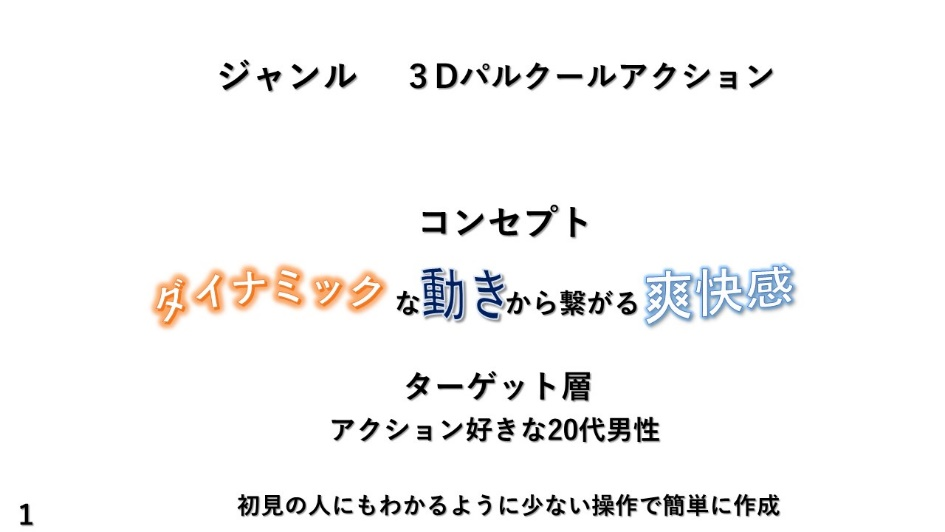 ジャンル　３Dパルクールアクション
コンセプト
ダイナミックな動きから繋がる爽快感
ターゲット層
アクション好きな20代男性
初見の人にもわかるように少ない操作で簡単に作成
1